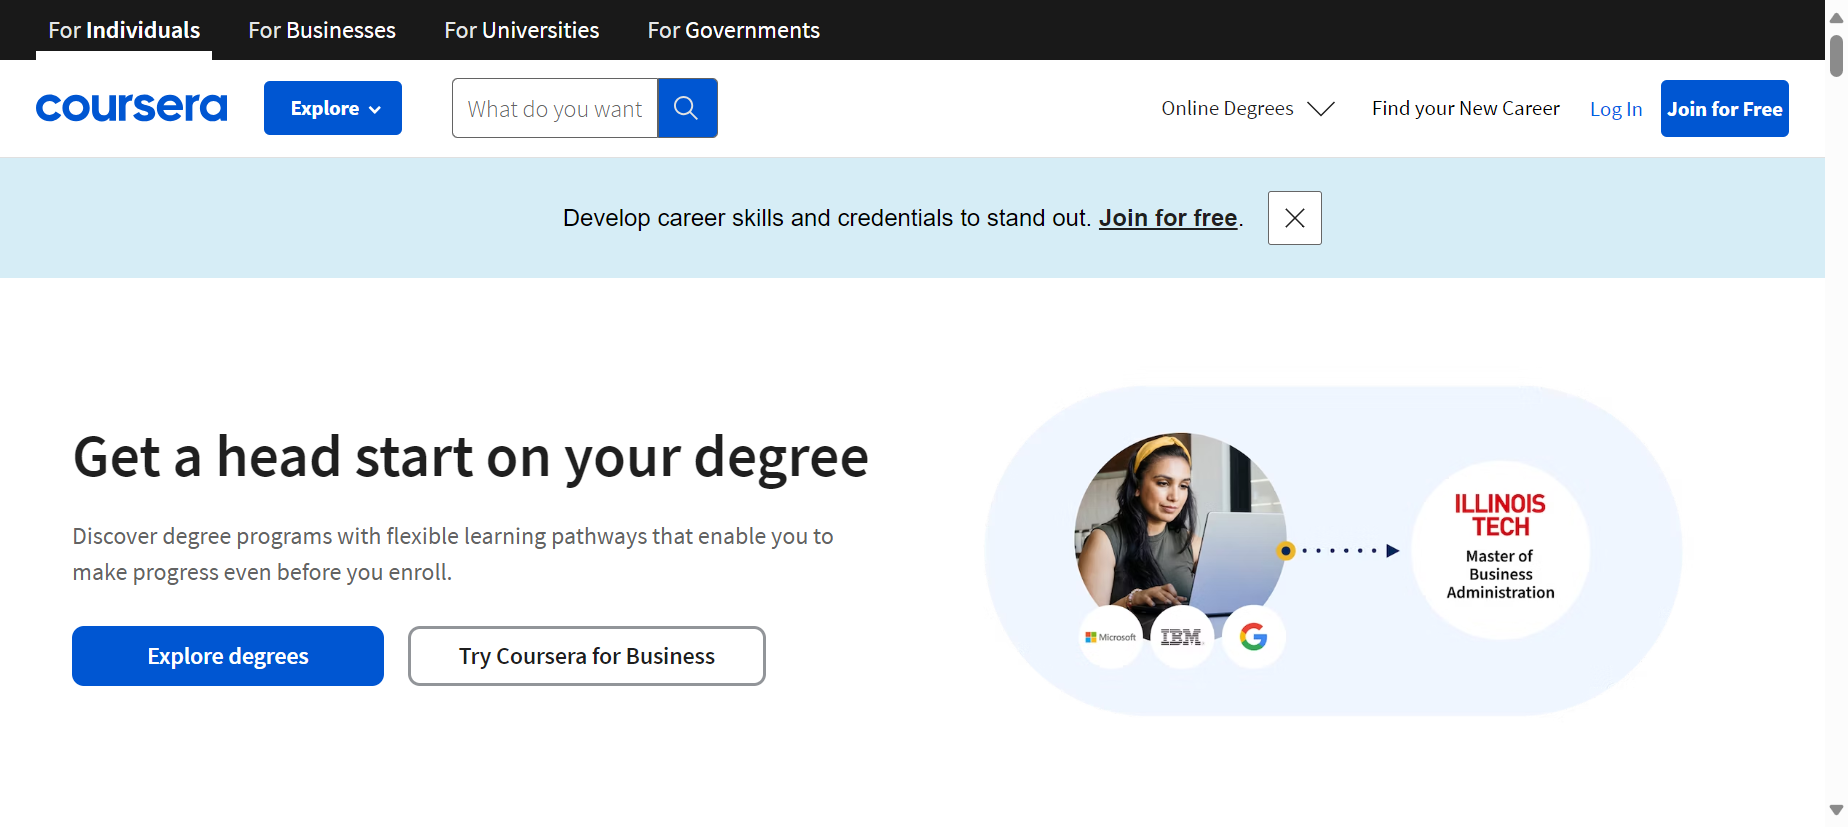 For Individuals For Businesses For Universities For Governments
coursera Explore What do you want Online Degrees Find your New Career Log In Join for Free
Develop career skills and credentials to stand out. Join for free.
Get a head start on your degree
Discover degree programs with flexible learning pathways that enable you to
make progress even before you enroll.
Explore degrees Try Coursera for Business
Microsoft IBM G
ILLINOIS
TECH
Master of
Business
Administration